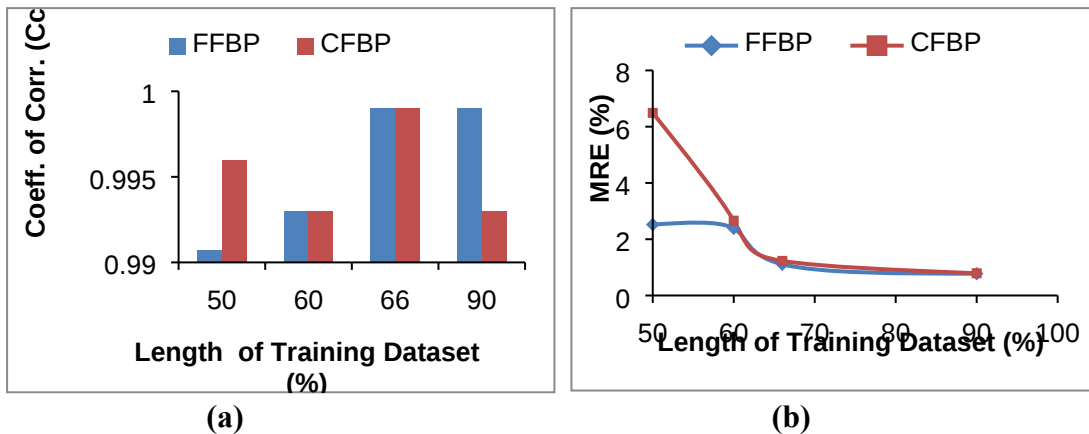 FFBP CFBP
Coeff. of Corr. (Cc
1
0.995
0.99
50 60 66 90
Length of Training Dataset
(%)
(a)
FFBP CFBP
MRE (%)
8
6
4
2
0
50 60 70 80 90 100
Length of Training Dataset (%)
(b)